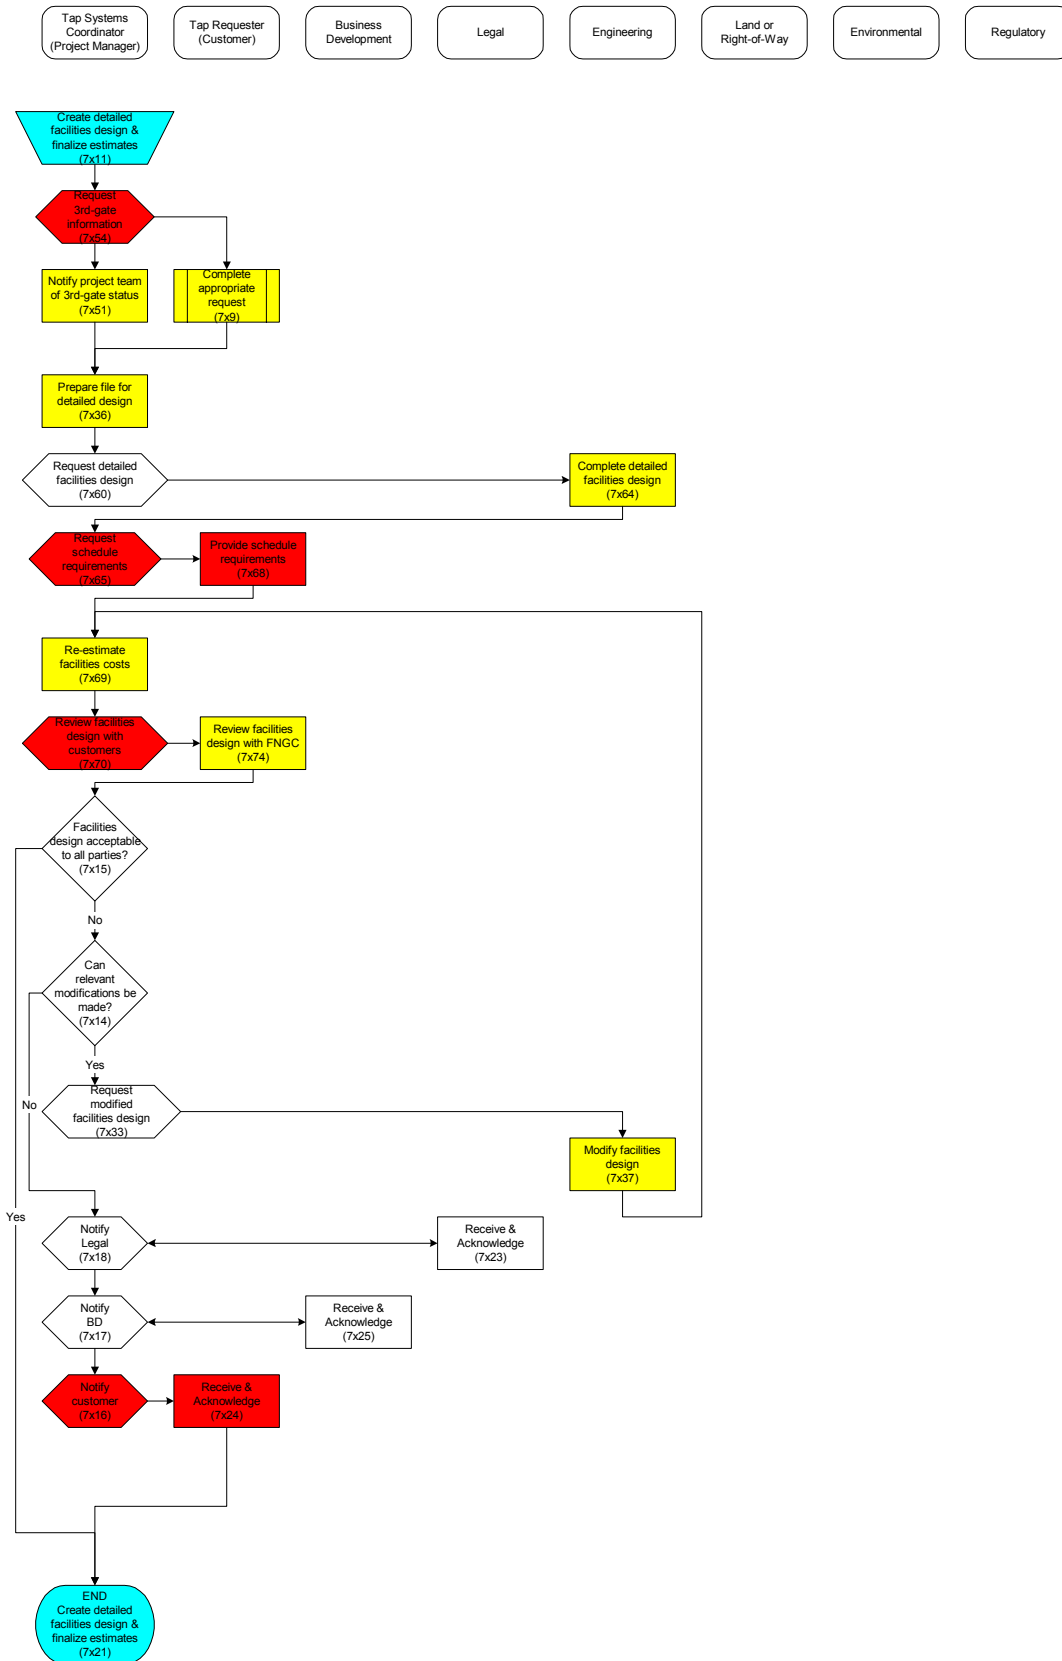 Tap Systems
Coordinator
(Project Manager)
Tap Requester
(Customer)
Business
Development
Legal
Engineering
Land or
Right-of-Way
Environmental
Regulatory
Create detailed
facilities design &
finalize estimates
(7x11)
Request
3rd-gate
information
(7x54)
Notify project team
of 3rd-gate status
(7x51)
Complete
appropriate
request
(7x9)
Prepare file for
detailed design
(7x36)
Request detailed
facilities design
(7x60)
Complete detailed
facilities design
(7x64)
Request
schedule
requirements
(7x65)
Provide schedule
requirements
(7x68)
Re-estimate
facilities costs
(7x69)
Review facilities
design with
customers
(7x70)
Review facilities
design with FNGC
(7x74)
Facilities
design acceptable
to all parties?
(7x15)
No
Can
relevant
modifications be
made?
(7x14)
Yes
No
Request
modified
facilities design
(7x33)
Modify facilities
design
(7x37)
Yes
Notify
Legal
(7x18)
Receive &
Acknowledge
(7x23)
Notify
BD
(7x17)
Receive &
Acknowledge
(7x25)
Notify
customer
(7x16)
Receive &
Acknowledge
(7x24)
END
Create detailed
facilities design &
finalize estimates
(7x21)